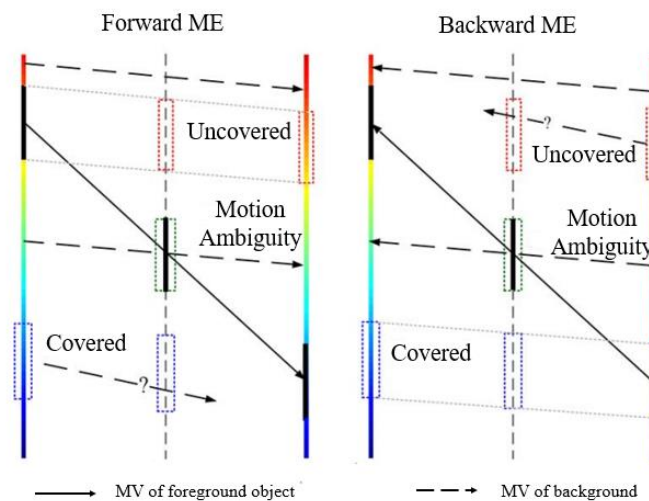 Forward ME
Backward ME
Uncovered
Motion
Ambiguity
Covered
?
?
Uncovered
Motion
Ambiguity
Covered
MV of foreground object
MV of background